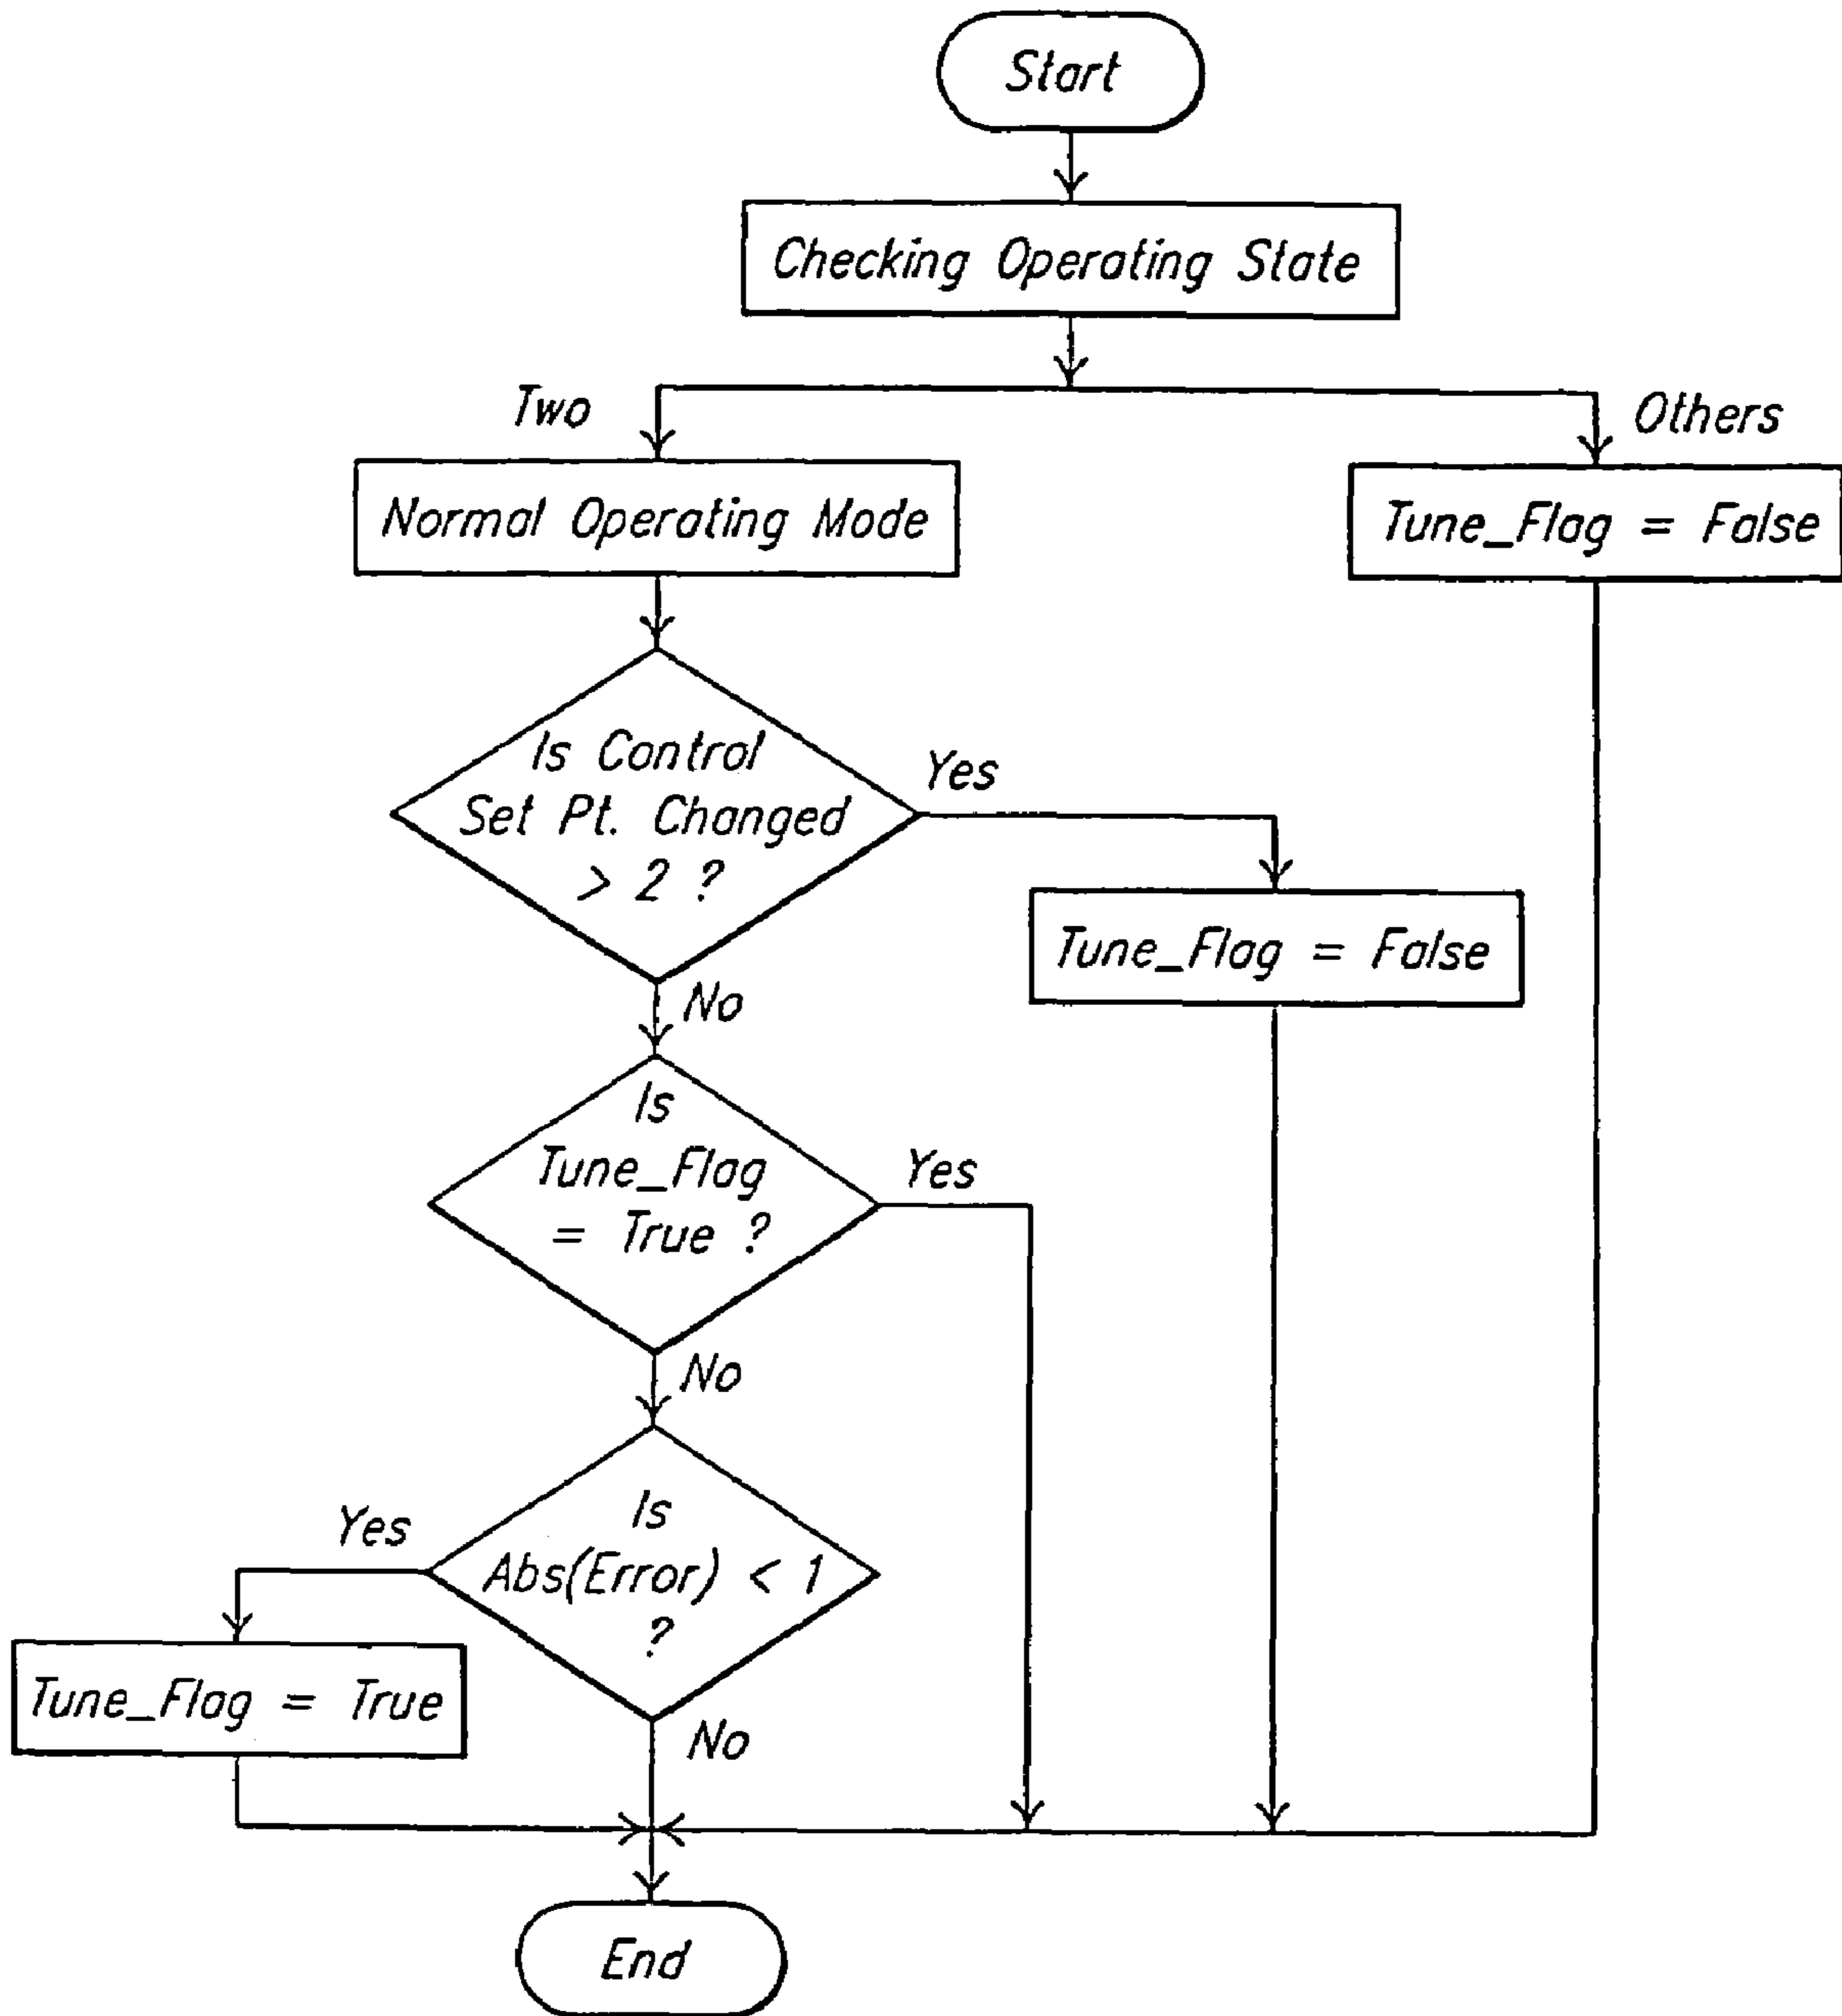 Start
Checking Operating State
Two
Others
Normal Operating Mode
Tune_Flag = False
Is Control
Set Pt. Changed
> 2 ?
Yes
Tune_Flag = False
No
Is
Tune_Flag
= True ?
Yes
No
Is
Abs(Error) < 1
?
Yes
Tune_Flag = True
No
End